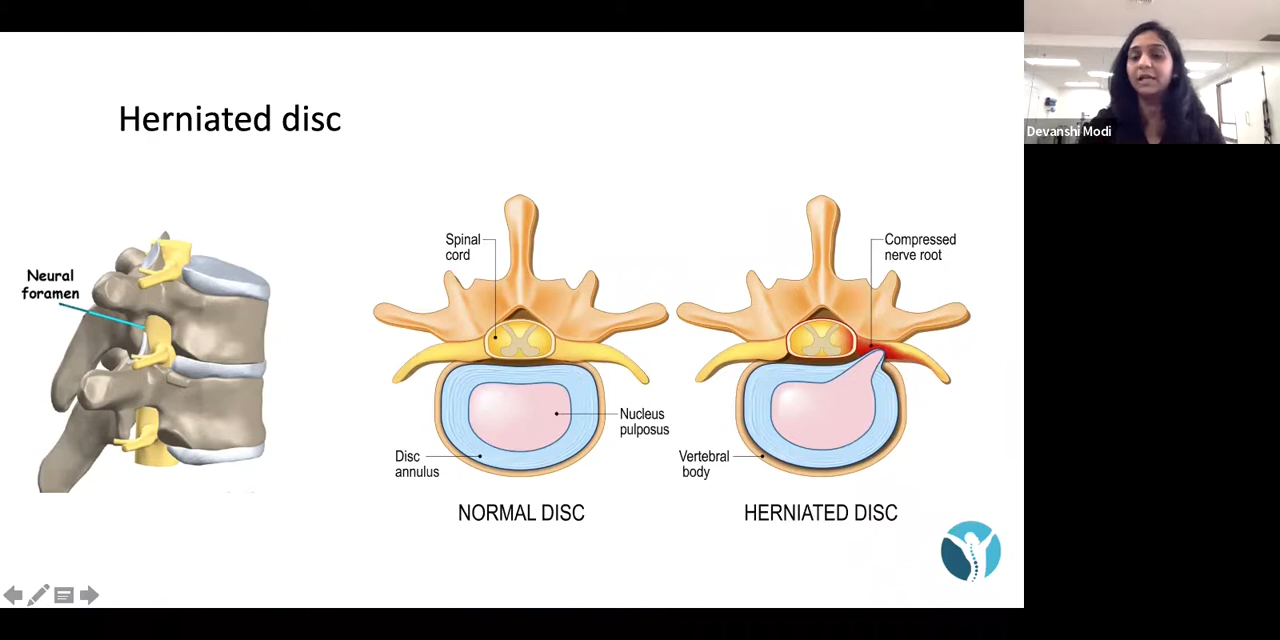 Herniated disc
Neural
foramen
Spinal
cord
Nucleus
pulposus
Disc
annulus
NORMAL DISC
Compressed
nerve root
Vertebral
body
HERNIATED DISC
Devanshi Modi